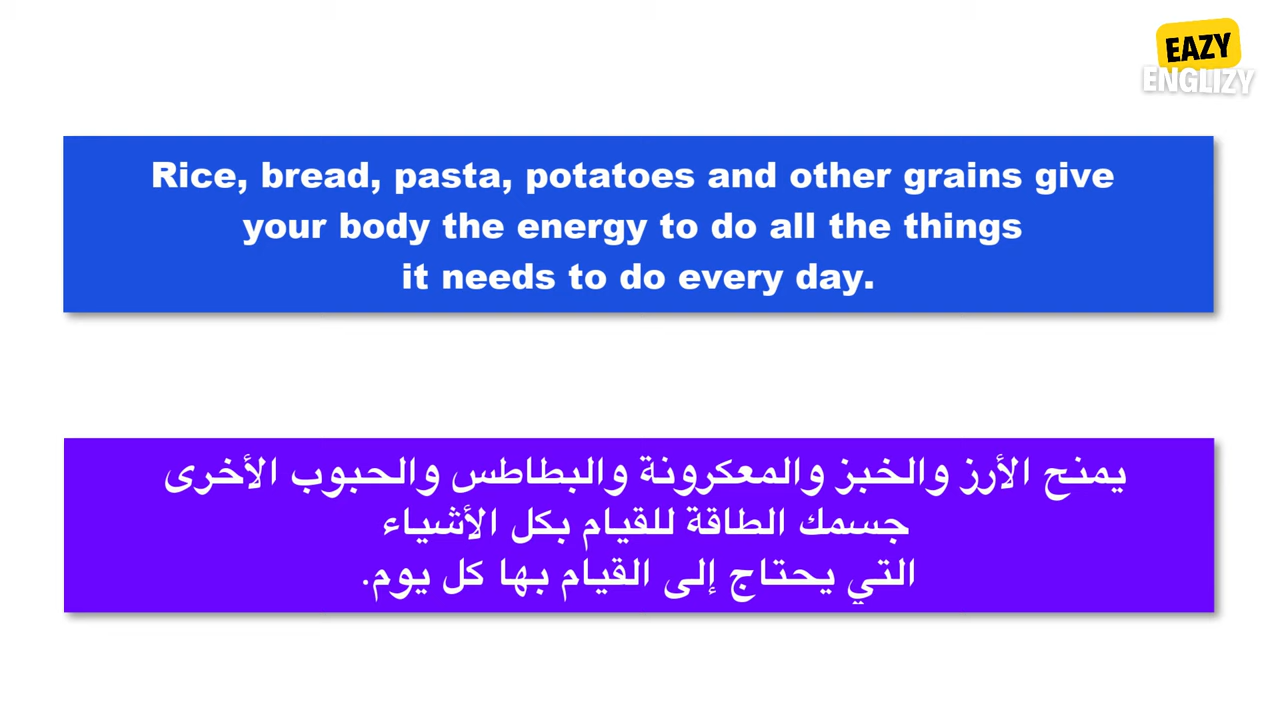 EAZY
ENGLIZY
Rice, bread, pasta, potatoes and other grains give
your body the energy to do all the things
it needs to do every day.
يمنح الأرز والخبز والمعكرونة والبطاطس والحبوب الأخرى
جسمك الطاقة للقيام بكل الأشياء
التي يحتاج إلى القيام بها كل يوم.